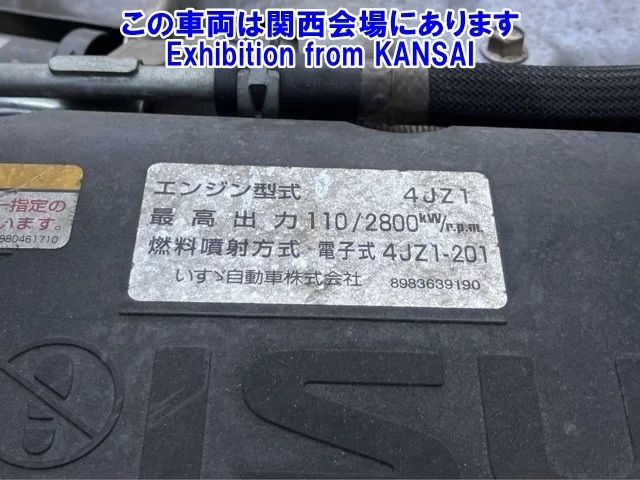 この車両は関西会場にあります
Exhibition from KANSAI
エンジン型式 4JZ1
最高出力 110/2800kW/r.p.m.
燃料噴射方式 電子式 4JZ1-201
いすゞ自動車株式会社 8983639190
指定の
います。
980461710
ISU